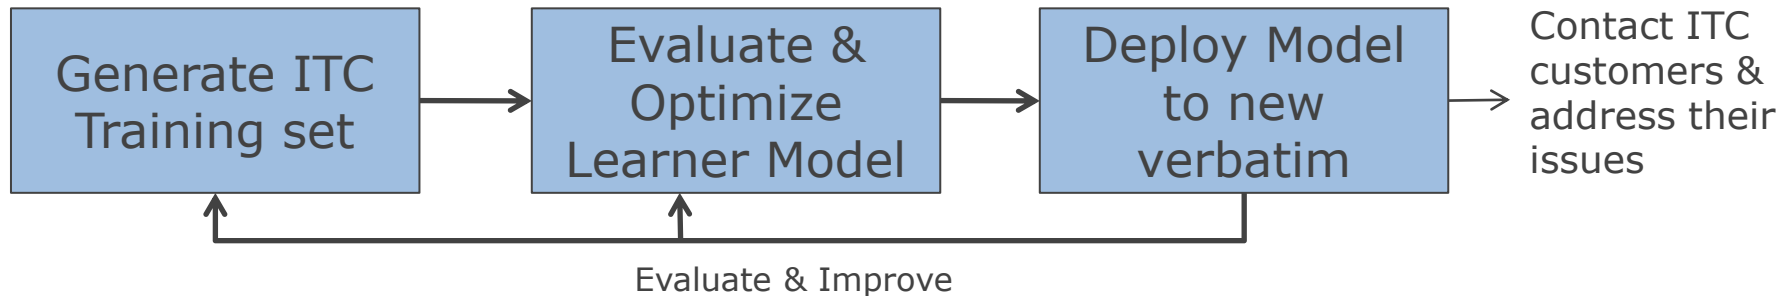 Generate ITC
Training set
Evaluate &
Optimize
Learner Model
Deploy Model
to new
verbatim
Contact ITC
customers &
address their
issues
Evaluate & Improve